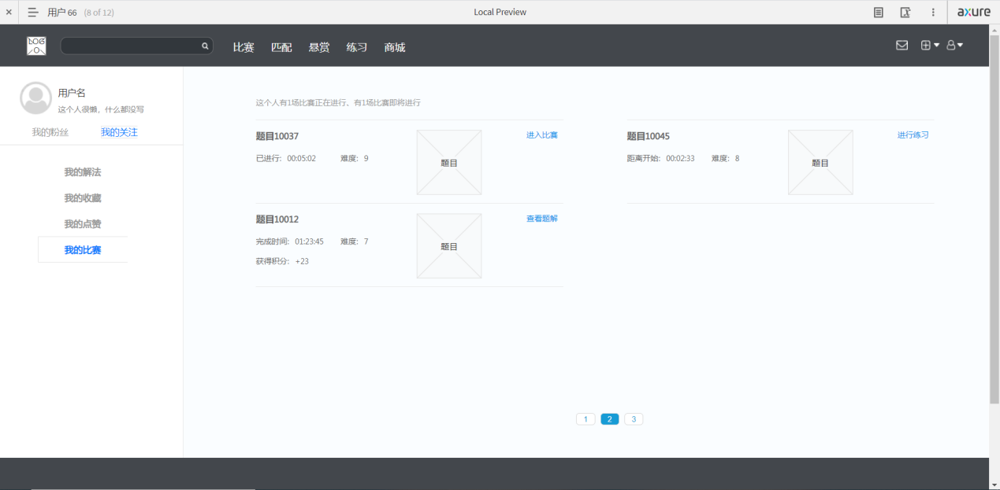 用户 66 (8 of 12)
Local Preview
axure
LOGO
比赛 匹配 悬赏 练习 商城
用户名
这个人很懒，什么都没写
我的粉丝 我的关注
我的解法
我的收藏
我的点赞
我的比赛
这个人有1场比赛正在进行、有1场比赛即将进行
题目10037
已进行: 00:05:02 难度: 9
题目
进入比赛
题目10045
距离开始: 00:02:33 难度: 8
题目
进行练习
题目10012
完成时间: 01:23:45 难度: 7
获得积分: +23
题目
查看题解
1 2 3